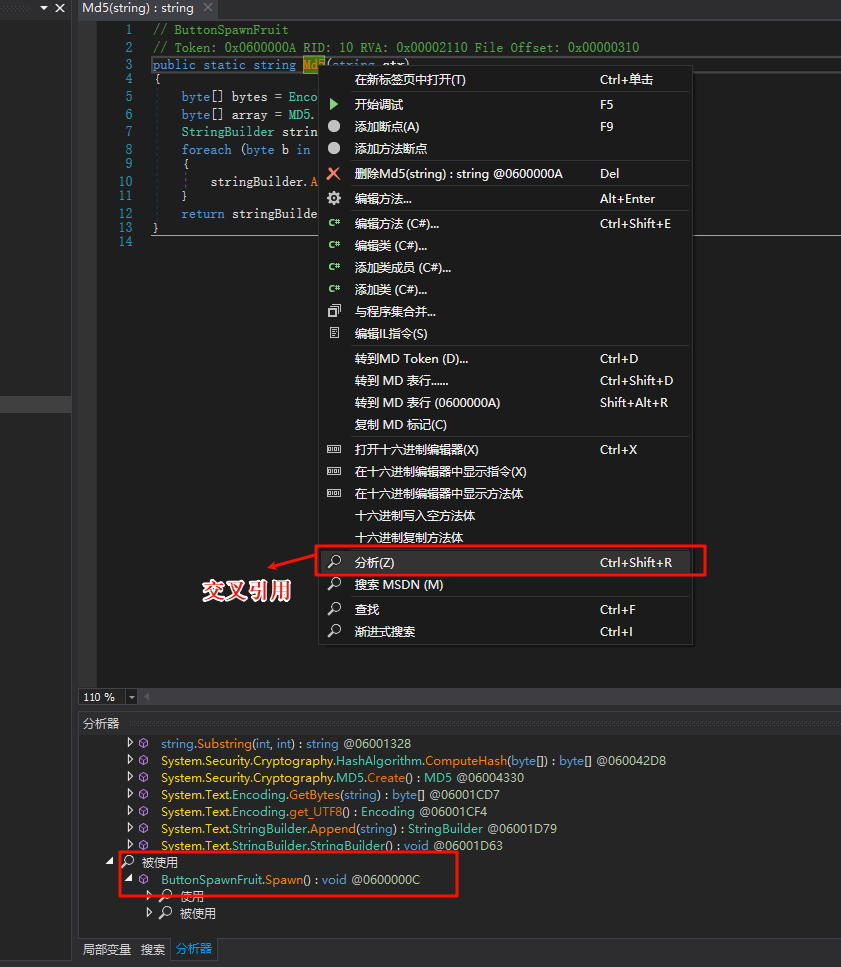 Md5(string) : string
1 // ButtonSpawnFruit
2 // Token: 0x0600000A RID: 10 RVA: 0x00002110 File Offset: 0x00000310
3 public static string Md5(string str)
4 {
5 byte[] bytes = Enco
6 byte[] array = MD5.
7 StringBuilder strin
8 foreach (byte b in
9 {
10 stringBuilder.A
11 }
12 return stringBuilde
13 }
14
在新标签页中打开(T) Ctrl+单击
开始调试 F5
添加断点(A) F9
添加方法断点
删除Md5(string) : string @0600000A Del
编辑方法... Alt+Enter
C# 编辑方法 (C#)... Ctrl+Shift+E
C# 编辑类 (C#)...
C# 添加类成员 (C#)...
C# 添加类 (C#)...
与程序集合并...
编辑IL指令(S)
转到MD Token (D)... Ctrl+D
转到 MD 表行...... Ctrl+Shift+D
转到 MD 表行 (0600000A) Shift+Alt+R
复制 MD 标记(C)
打开十六进制编辑器(X) Ctrl+X
在十六进制编辑器中显示指令(X)
在十六进制编辑器中显示方法体
十六进制写入空方法体
十六进制复制方法体
分析(Z) Ctrl+Shift+R
搜索 MSDN (M)
查找 Ctrl+F
渐进式搜索 Ctrl+I
交叉引用
110 %
分析器
string.Substring(int, int) : string @06001328
System.Security.Cryptography.HashAlgorithm.ComputeHash(byte[]) : byte[] @060042D8
System.Security.Cryptography.MD5.Create() : MD5 @06004330
System.Text.Encoding.GetBytes(string) : byte[] @06001CD7
System.Text.Encoding.get_UTF8() : Encoding @06001CF4
System.Text.StringBuilder.Append(string) : StringBuilder @06001D79
System.Text.StringBuilder.StringBuilder() : void @06001D63
被使用
ButtonSpawnFruit.Spawn() : void @0600000C
使用
被使用
局部变量 搜索 分析器